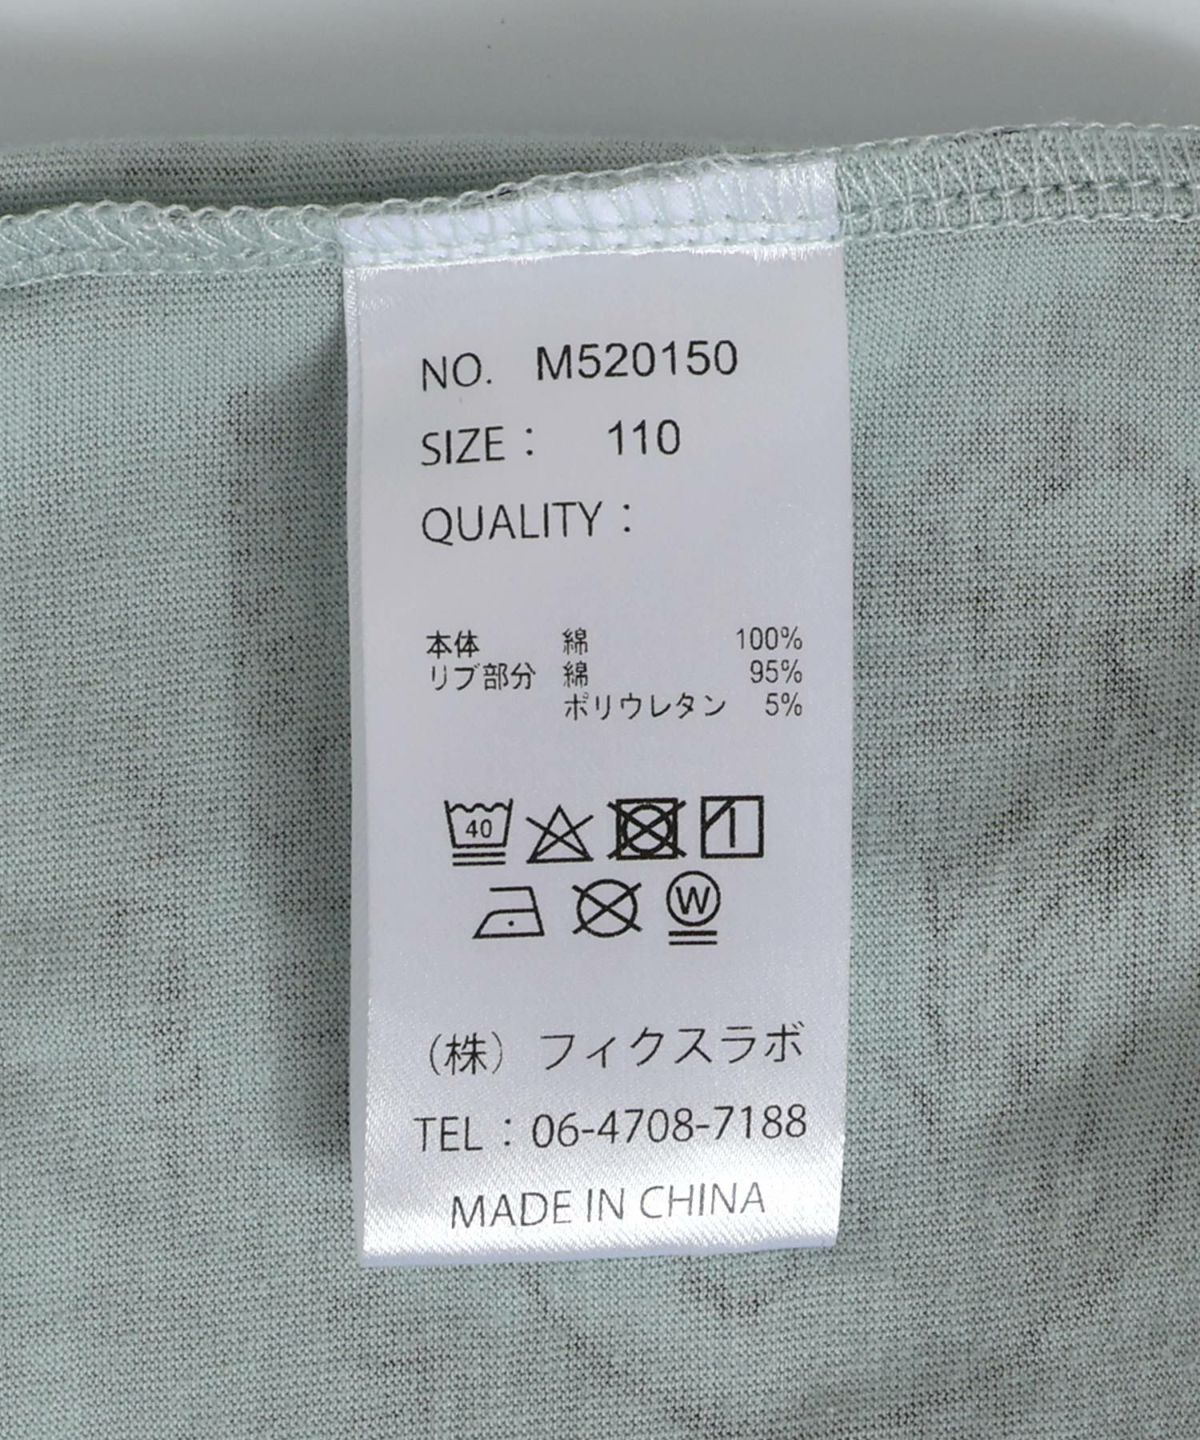 NO. M520150
SIZE： 110
QUALITY：
本体 綿 100%
リブ部分 綿 95%
ポリウレタン 5%
40
W
（株）フィクスラボ
TEL：06-4708-7188
MADE IN CHINA